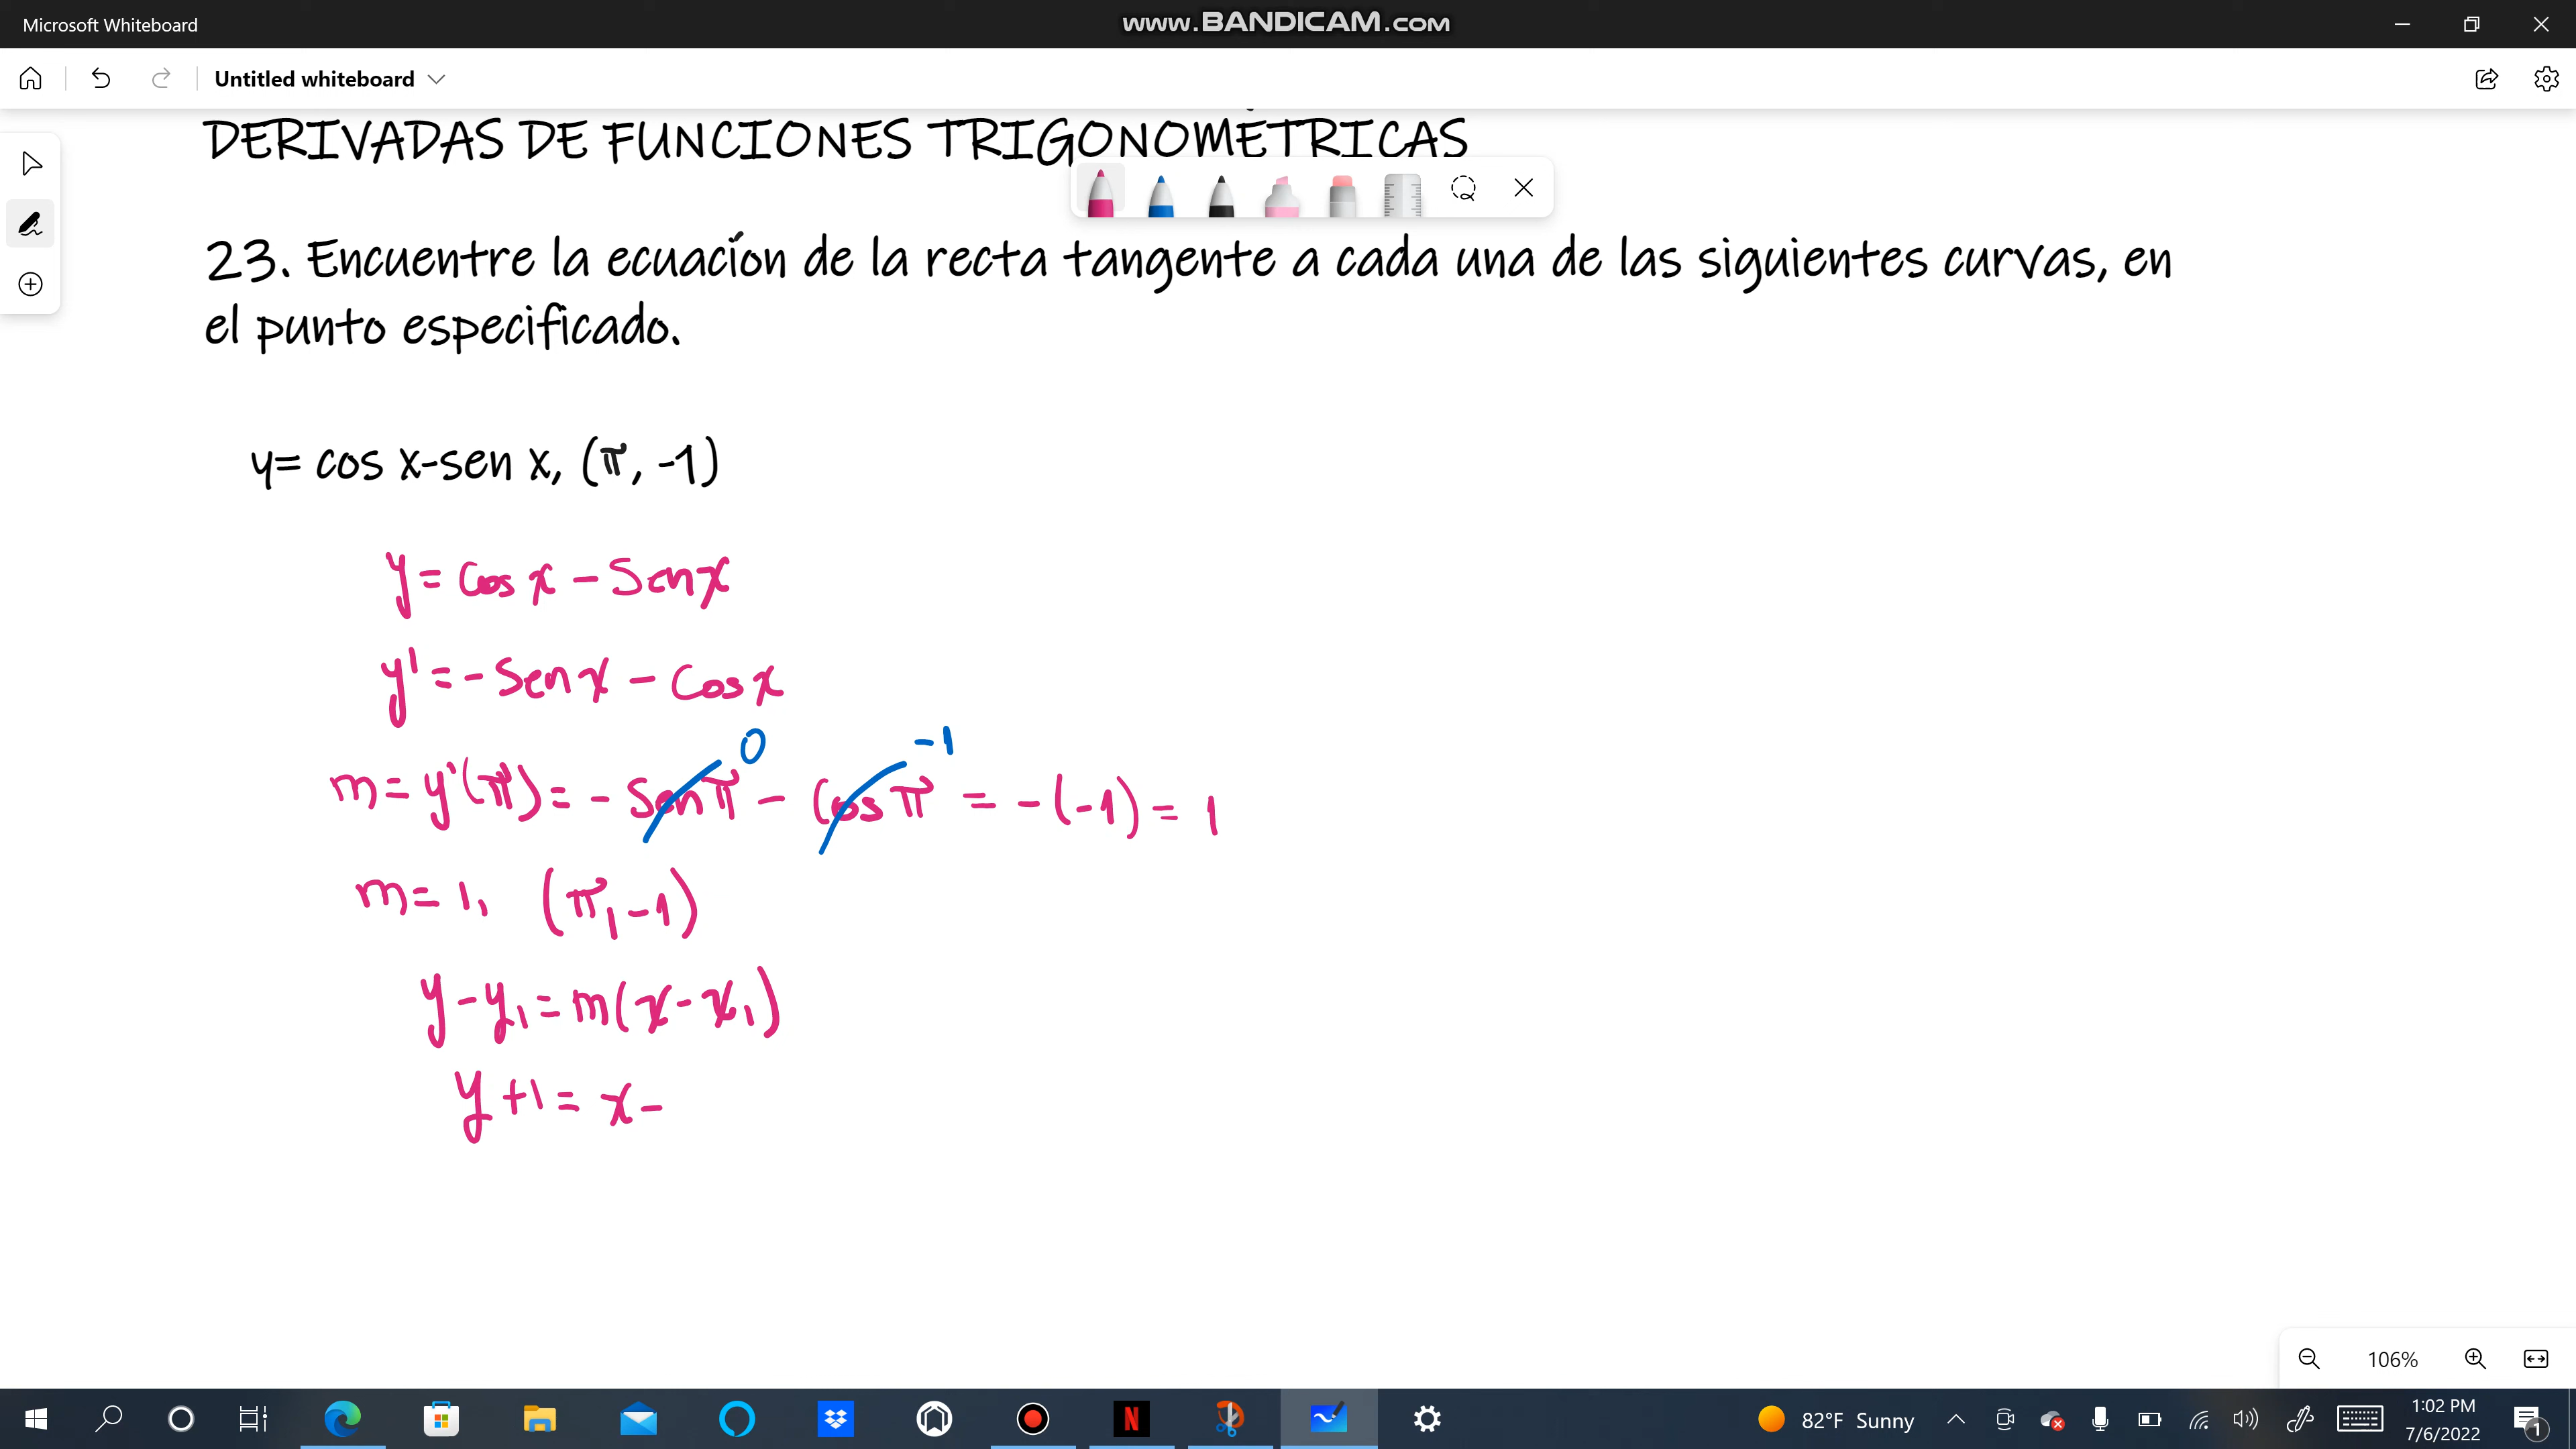 Microsoft Whiteboard
www.BANDICAM.com
Untitled whiteboard
DERIVADAS DE FUNCIONES TRIGONOMÉTRICAS
23. Encuentre la ecuación de la recta tangente a cada una de las siguientes curvas, en
el punto especificado.
y= cos x-sen x, (π, -1)
y = cos x - Sen x
y' = - Sen x - Cos x
0 -1
m = y'(π) = - Sen π - Cos π = - (-1) = 1
m = 1, (π, -1)
y - y₁ = m(x - x₁)
y + 1 = x -
106%
82°F Sunny
1:02 PM
7/6/2022
1